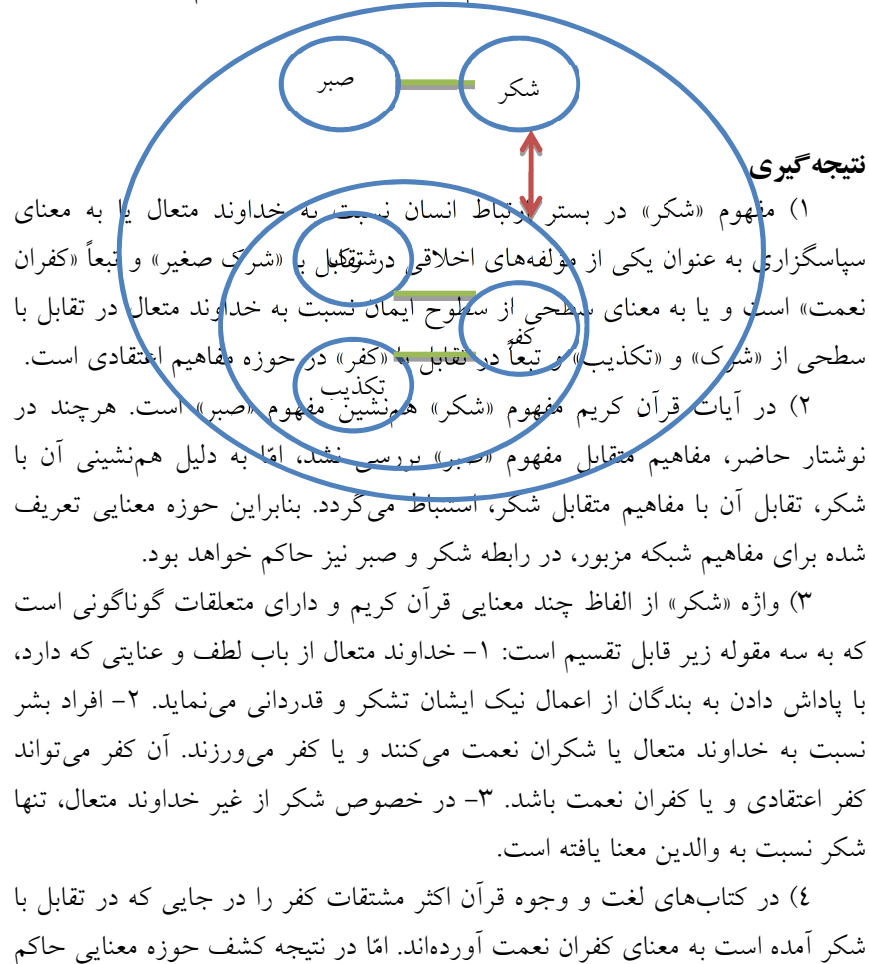 صبر
شکر
نتیجه‌گیری
۱) مفهوم «شکر» در بستر ارتباط انسان نسبت به خداوند متعال یا به معنای
سپاسگزاری به عنوان یکی از مولفه‌های اخلاقی در تقابل با «شرک صغیر» و تبعاً «کفران
شرک
نعمت» است و یا به معنای سطحی از سطوح ایمان نسبت به خداوند متعال در تقابل با
کفر
سطحی از «شرک» و «تکذیب» و تبعاً در تقابل با «کفر» در حوزه مفاهیم اعتقادی است.
تکذیب
۲) در آیات قرآن کریم مفهوم «شکر» هم‌نشین مفهوم «صبر» است. هرچند در
نوشتار حاضر، مفاهیم متقابل مفهوم «صبر» بررسی نشد، امّا به دلیل هم‌نشینی آن با
شکر، تقابل آن با مفاهیم متقابل شکر، استنباط می‌گردد. بنابراین حوزه معنایی تعریف
شده برای مفاهیم شبکه مزبور، در رابطه شکر و صبر نیز حاکم خواهد بود.
۳) واژه «شکر» از الفاظ چند معنایی قرآن کریم و دارای متعلقات گوناگونی است
که به سه مقوله زیر قابل تقسیم است: ۱- خداوند متعال از باب لطف و عنایتی که دارد،
با پاداش دادن به بندگان از اعمال نیک ایشان تشکر و قدردانی می‌نماید. ۲- افراد بشر
نسبت به خداوند متعال یا شکران نعمت می‌کنند و یا کفر می‌ورزند. آن کفر می‌تواند
کفر اعتقادی و یا کفران نعمت باشد. ۳- در خصوص شکر از غیر خداوند متعال، تنها
شکر نسبت به والدین معنا یافته است.
٤) در کتاب‌های لغت و وجوه قرآن اکثر مشتقات کفر را در جایی که در تقابل با
شکر آمده است به معنای کفران نعمت آورده‌اند. امّا در نتیجه کشف حوزه معنایی حاکم